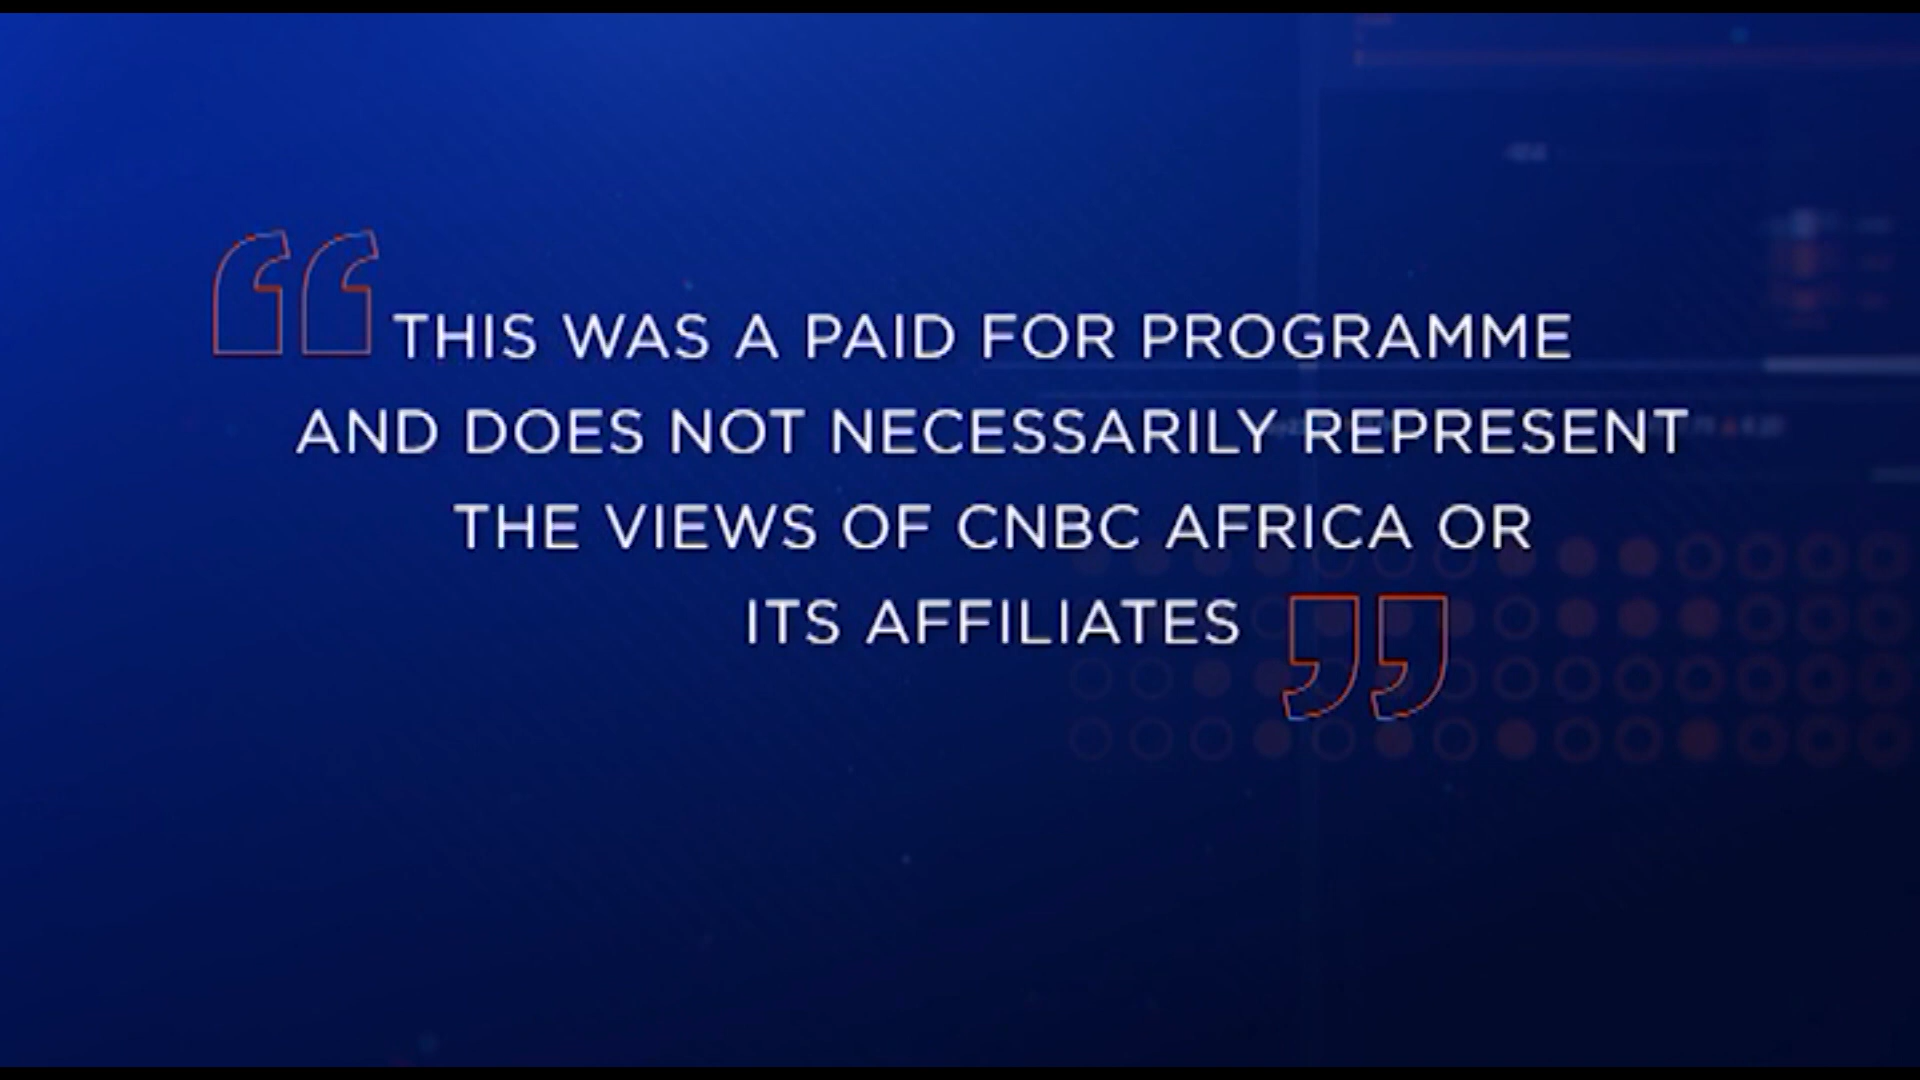 THIS WAS A PAID FOR PROGRAMME
AND DOES NOT NECESSARILY REPRESENT
THE VIEWS OF CNBC AFRICA OR
ITS AFFILIATES